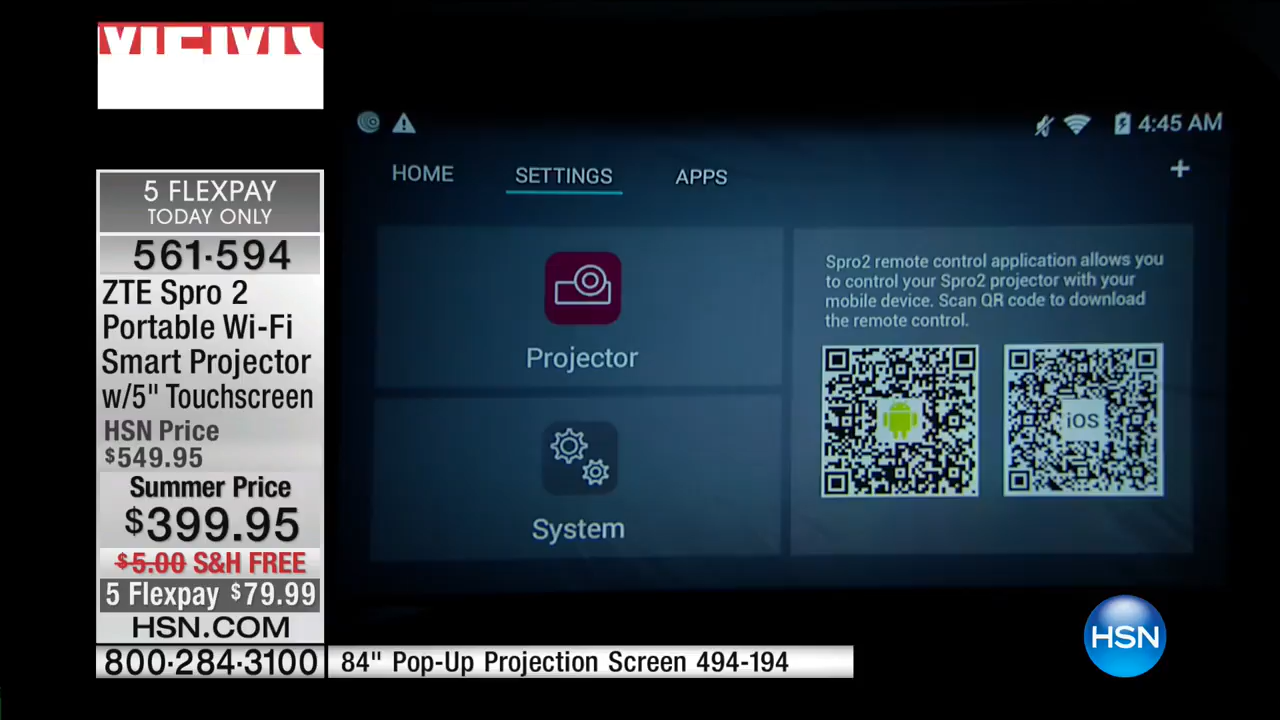 5 FLEXPAY
TODAY ONLY
561·594
ZTE Spro 2
Portable Wi-Fi
Smart Projector
w/5" Touchscreen
HSN Price
$549.95
Summer Price
$399.95
$5.00 S&H FREE
5 Flexpay $79.99
HSN.COM
800·284·3100
84" Pop-Up Projection Screen 494-194
4:45 AM
HOME SETTINGS APPS +
Projector
System
Spro2 remote control application allows you
to control your Spro2 projector with your
mobile device. Scan QR code to download
the remote control.
iOS
HSN